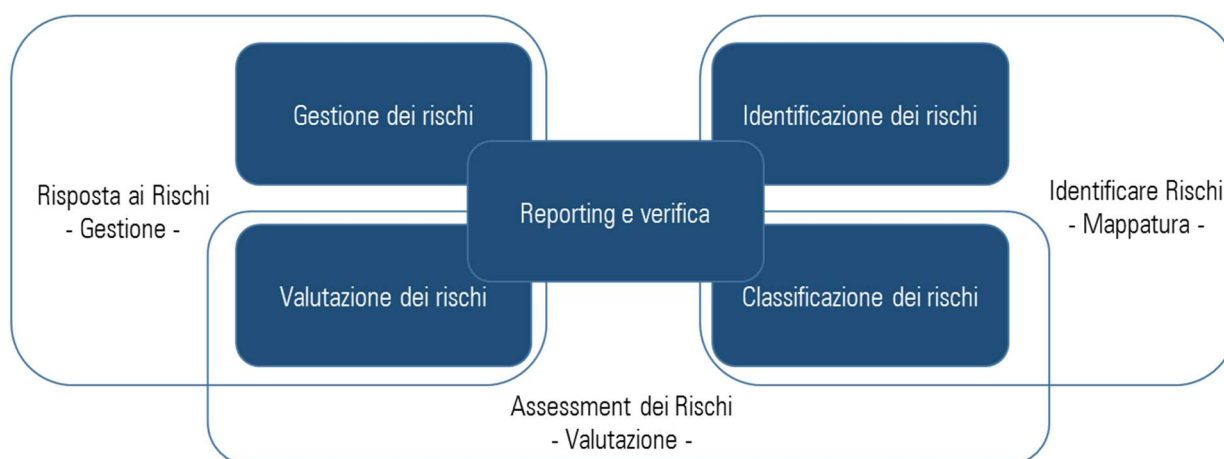 Gestione dei rischi
Identificazione dei rischi
Risposta ai Rischi
- Gestione -
Reporting e verifica
Identificare Rischi
- Mappatura -
Valutazione dei rischi
Classificazione dei rischi
Assessment dei Rischi
- Valutazione -